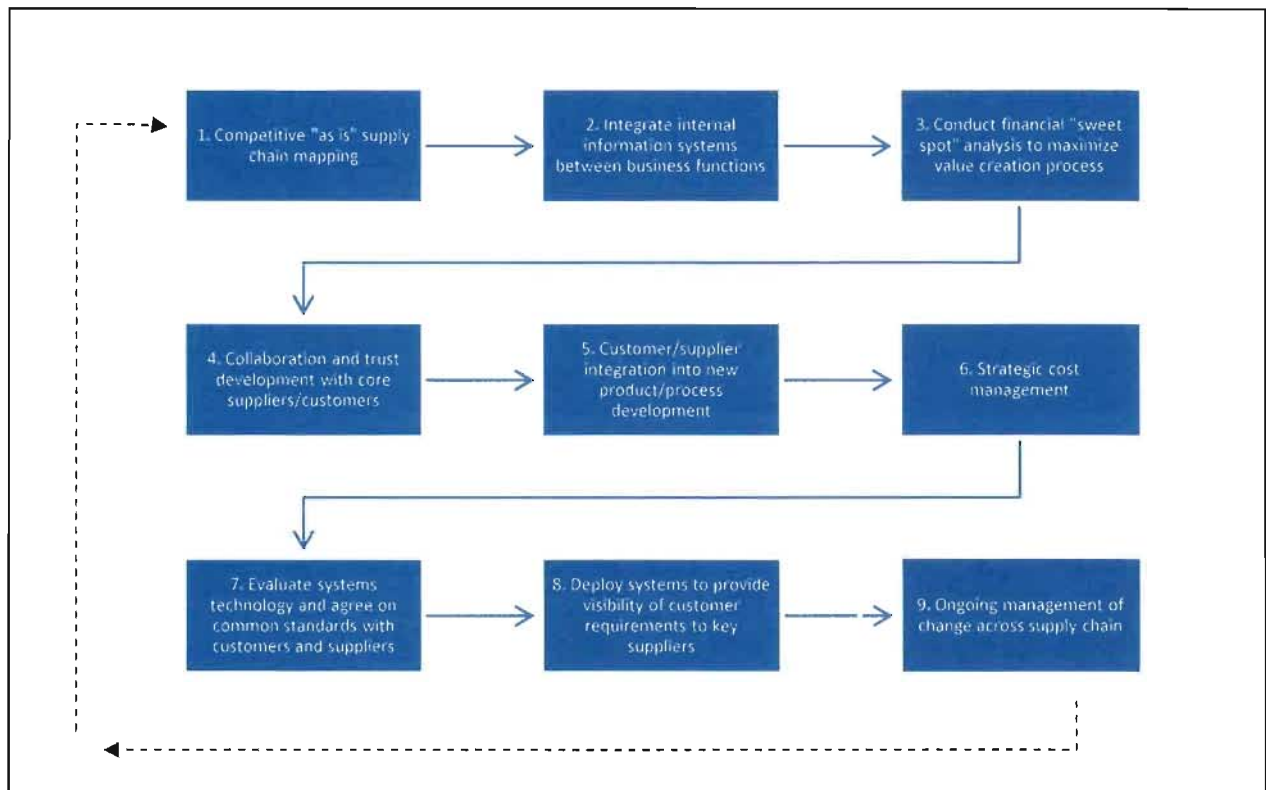 1. Competitive "as is" supply
chain mapping
2. Integrate internal
information systems
between business functions
3. Conduct financial "sweet
spot" analysis to maximize
value creation process
4. Collaboration and trust
development with core
suppliers/customers
5. Customer/supplier
integration into new
product/process
development
6. Strategic cost
management
7. Evaluate systems
technology and agree on
common standards with
customers and suppliers
8. Deploy systems to provide
visibility of customer
requirements to key
suppliers
9. Ongoing management of
change across supply chain